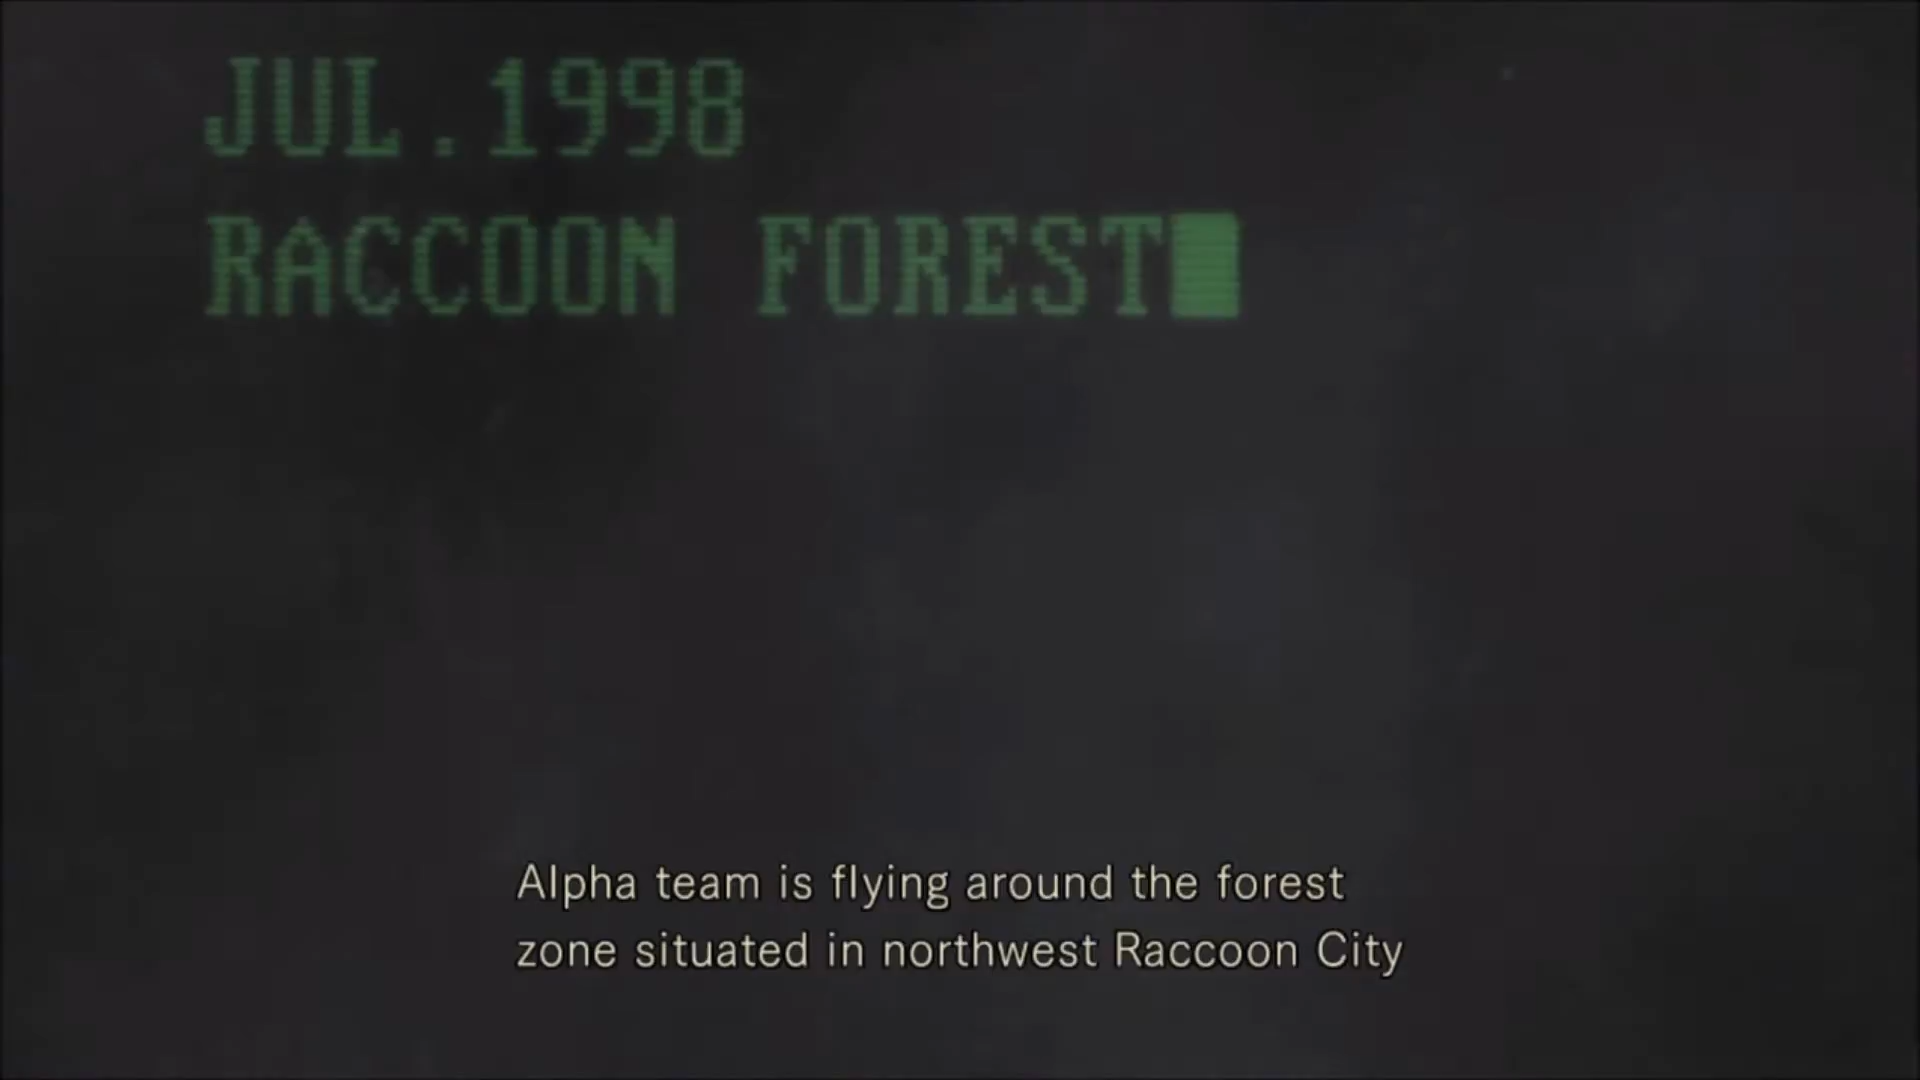 JUL.1998
RACCOON FOREST
Alpha team is flying around the forest
zone situated in northwest Raccoon City